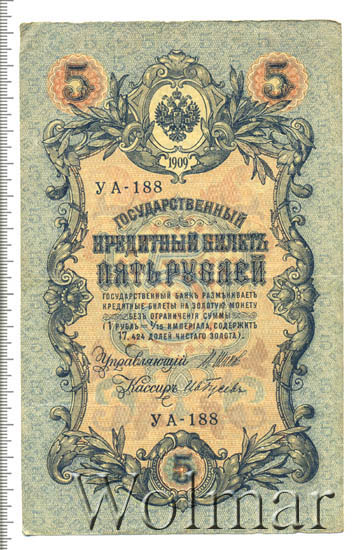 5 5
1909
УА-188
ГОСУДАРСТВЕННЫЙ
КРЕДИТНЫЙ БИЛЕТЪ
ПЯТЬ РУБЛЕЙ
ГОСУДАРСТВЕННЫЙ БАНКЪ РАЗМѢНИВАЕТЪ
КРЕДИТНЫЕ БИЛЕТЫ НА ЗОЛОТУЮ МОНЕТУ
БЕЗЪ ОГРАНИЧЕНІЯ СУММЫ
(1 РУБЛЬ = 1/15 ИМПЕРІАЛА, СОДЕРЖИТЪ
17,424 ДОЛЕЙ ЧИСТАГО ЗОЛОТА).
Управляющій
Кассиръ
УА-188
5
Wolmar